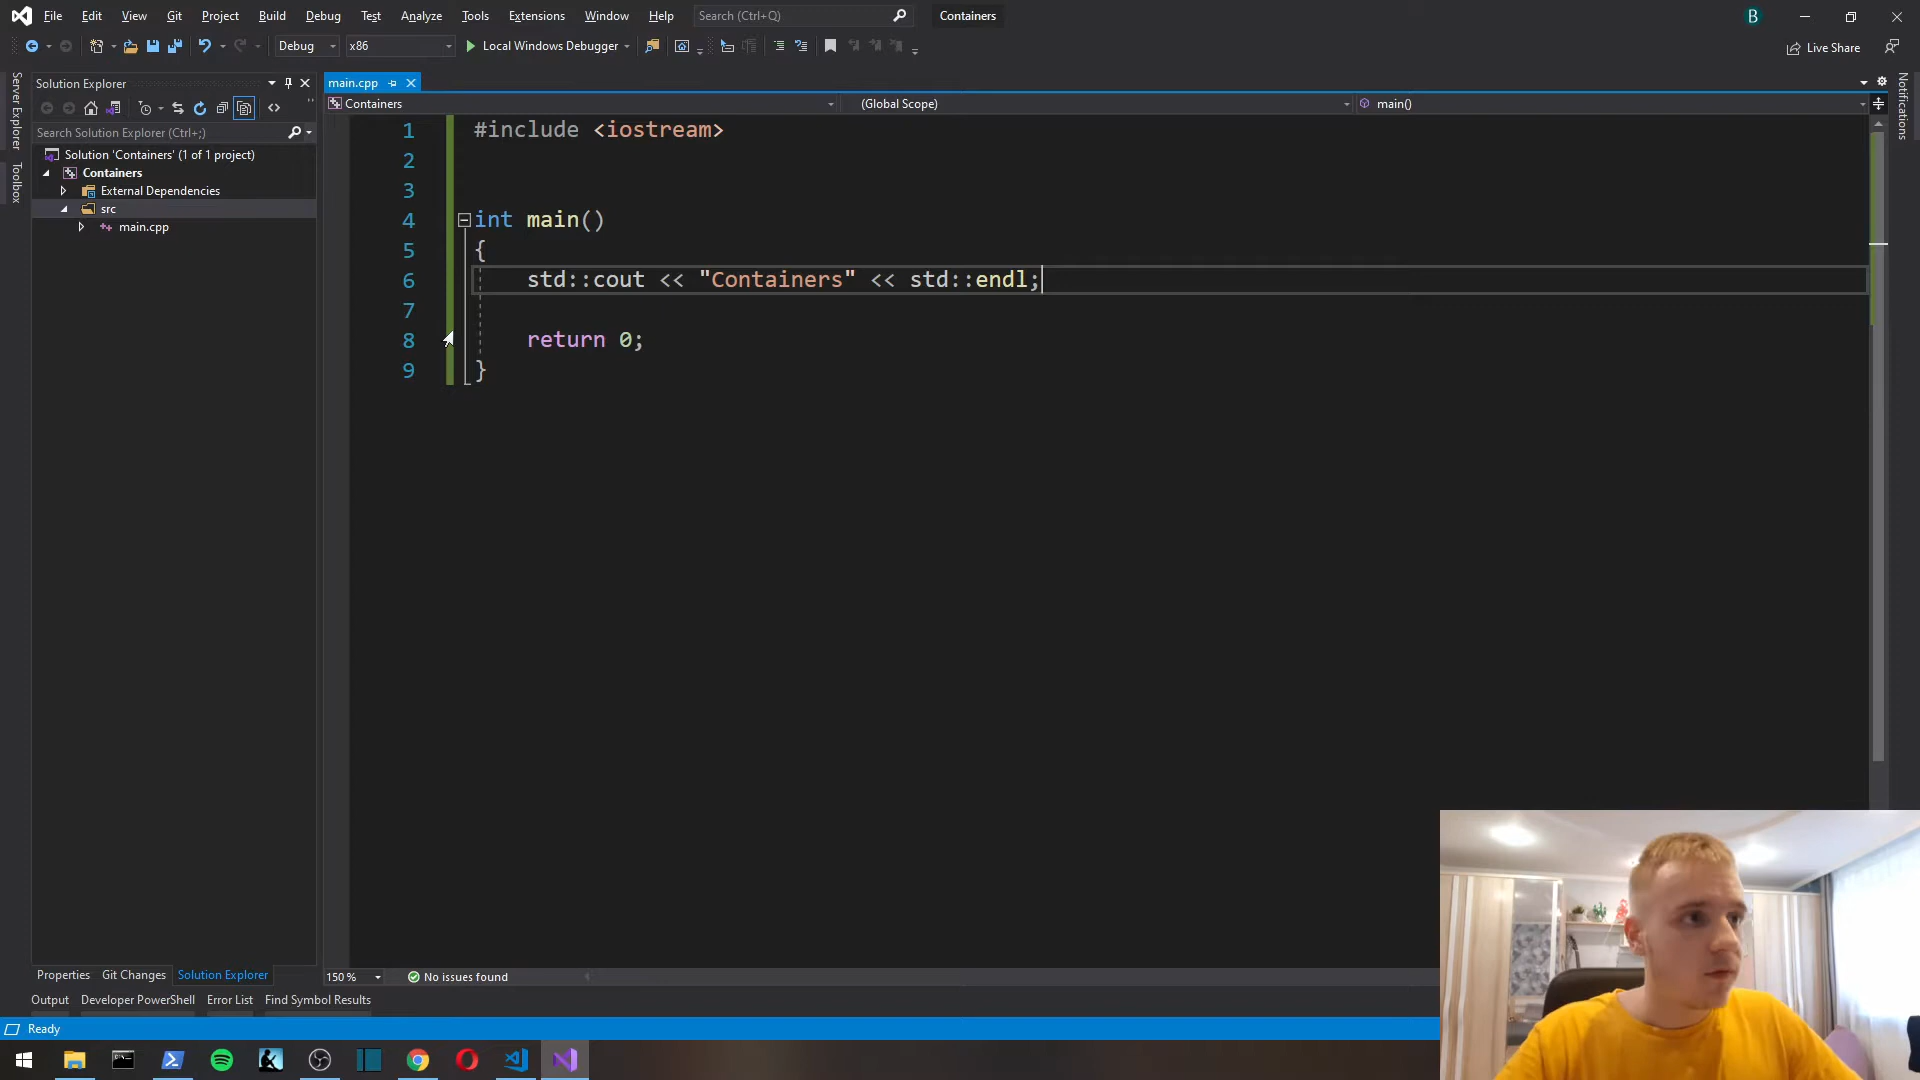 File Edit View Git Project Build Debug Test Analyze Tools Extensions Window Help Search (Ctrl+Q) Containers B
Debug x86 Local Windows Debugger Live Share
Server Explorer
Toolbox
Solution Explorer
Search Solution Explorer (Ctrl+;)
Solution 'Containers' (1 of 1 project)
Containers
External Dependencies
src
main.cpp
Properties Git Changes Solution Explorer
main.cpp
Containers (Global Scope) main()
1 #include <iostream>
2
3
4 int main()
5 {
6 std::cout << "Containers" << std::endl;
7
8 return 0;
9 }
150 % No issues found
Notifications
Output Developer PowerShell Error List Find Symbol Results
Ready